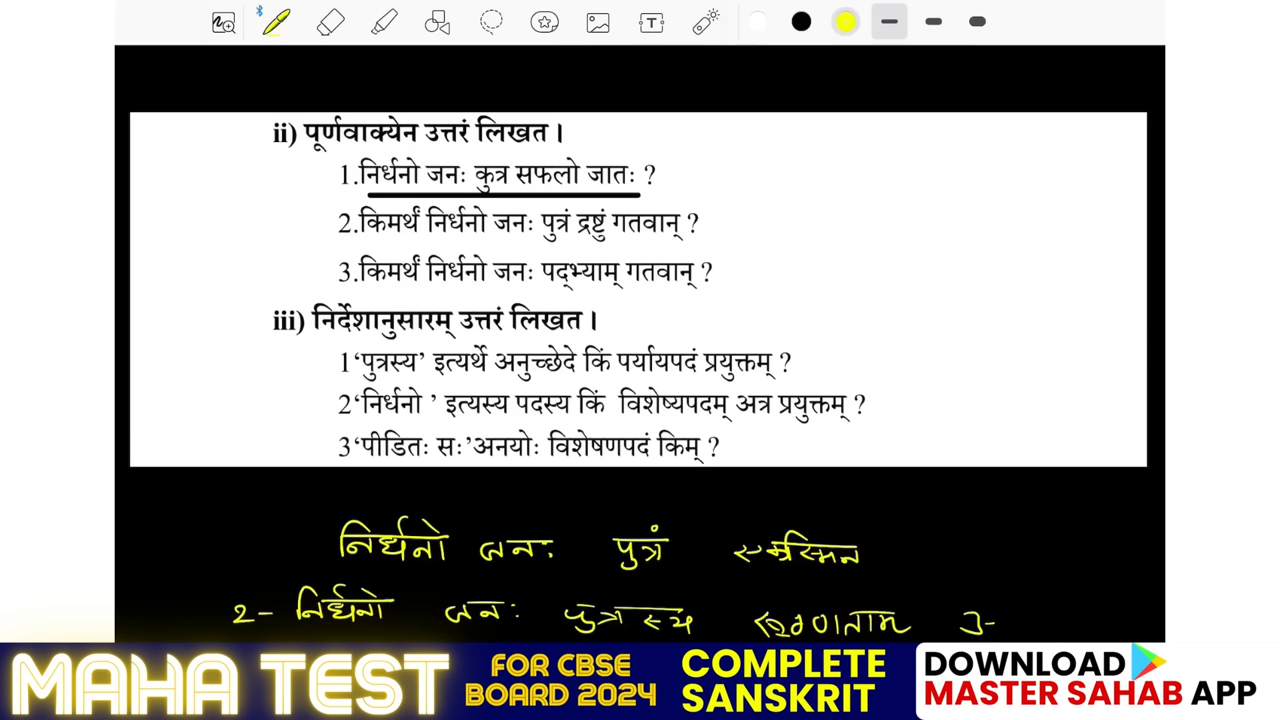 ii) पूर्णवाक्येन उत्तरं लिखत।
1.निर्धनो जनः कुत्र सफलो जातः ?
2.किमर्थं निर्धनो जनः पुत्रं द्रष्टुं गतवान् ?
3.किमर्थं निर्धनो जनः पद्भ्याम् गतवान् ?
iii) निर्देशानुसारम् उत्तरं लिखत।
1‘पुत्रस्य’ इत्यर्थे अनुच्छेदे किं पर्यायपदं प्रयुक्तम् ?
2‘निर्धनो ’ इत्यस्य पदस्य किं विशेष्यपदम् अत्र प्रयुक्तम् ?
3‘पीडितः सः’अनयोः विशेषणपदं किम् ?
निर्धनो जनः पुत्रं
2- निर्धनो जनः पुत्रस्य
MAHA TEST
FOR CBSE
BOARD 2024
COMPLETE
SANSKRIT
DOWNLOAD
MASTER SAHAB APP